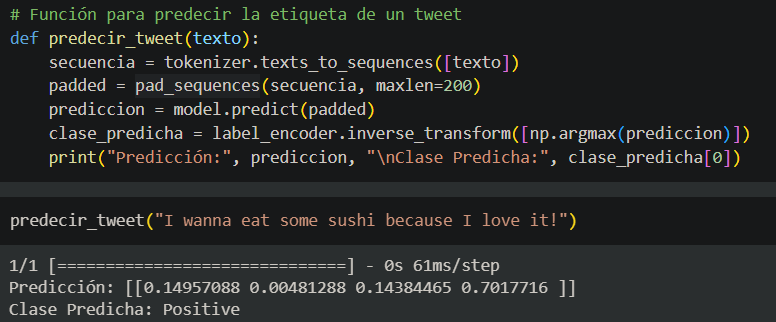 # Función para predecir la etiqueta de un tweet
def predecir_tweet(texto):
    secuencia = tokenizer.texts_to_sequences([texto])
    padded = pad_sequences(secuencia, maxlen=200)
    prediccion = model.predict(padded)
    clase_predicha = label_encoder.inverse_transform([np.argmax(prediccion)])
    print("Predicción:", prediccion, "\nClase Predicha:", clase_predicha[0])
predecir_tweet("I wanna eat some sushi because I love it!")
1/1 [==============================] - 0s 61ms/step
Predicción: [[0.14957088 0.00481288 0.14384465 0.7017716 ]]
Clase Predicha: Positive